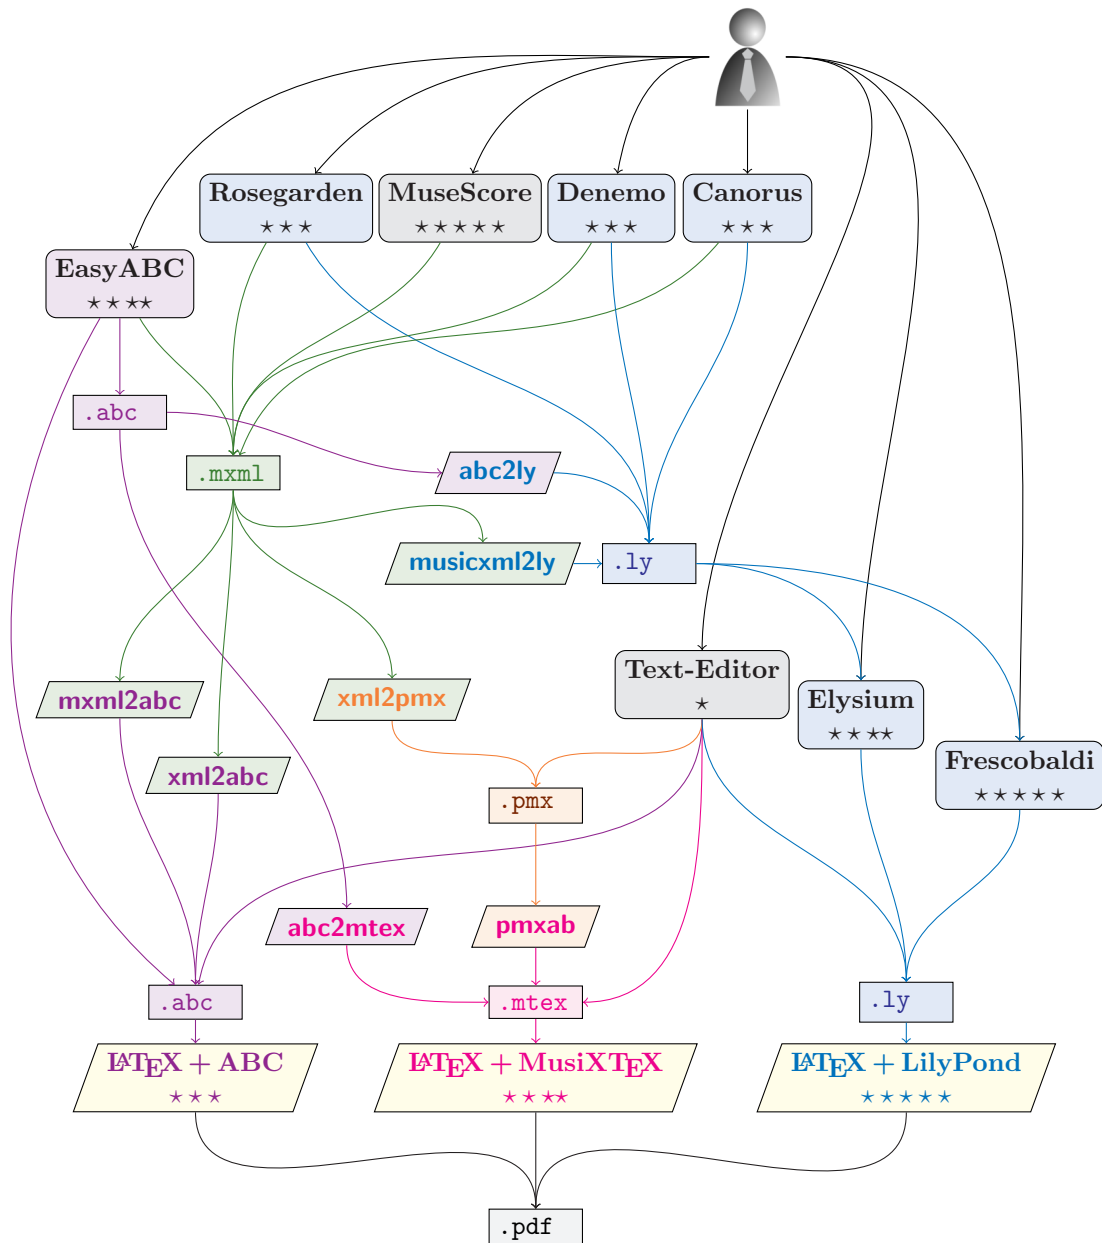 Rosegarden
⋆⋆⋆
MuseScore
⋆⋆⋆⋆⋆
Denemo
⋆⋆⋆
Canorus
⋆⋆⋆
EasyABC
⋆⋆⋆⋆
.abc
.mxml
abc2ly
musicxml2ly
.ly
Text-Editor
⋆
mxml2abc
xml2pmx
Elysium
⋆⋆⋆⋆
xml2abc
Frescobaldi
⋆⋆⋆⋆⋆
.pmx
abc2mtex
pmxab
.abc
.mtex
.ly
LATEX + ABC
⋆⋆⋆
LATEX + MusiXTEX
⋆⋆⋆⋆
LATEX + LilyPond
⋆⋆⋆⋆⋆
.pdf